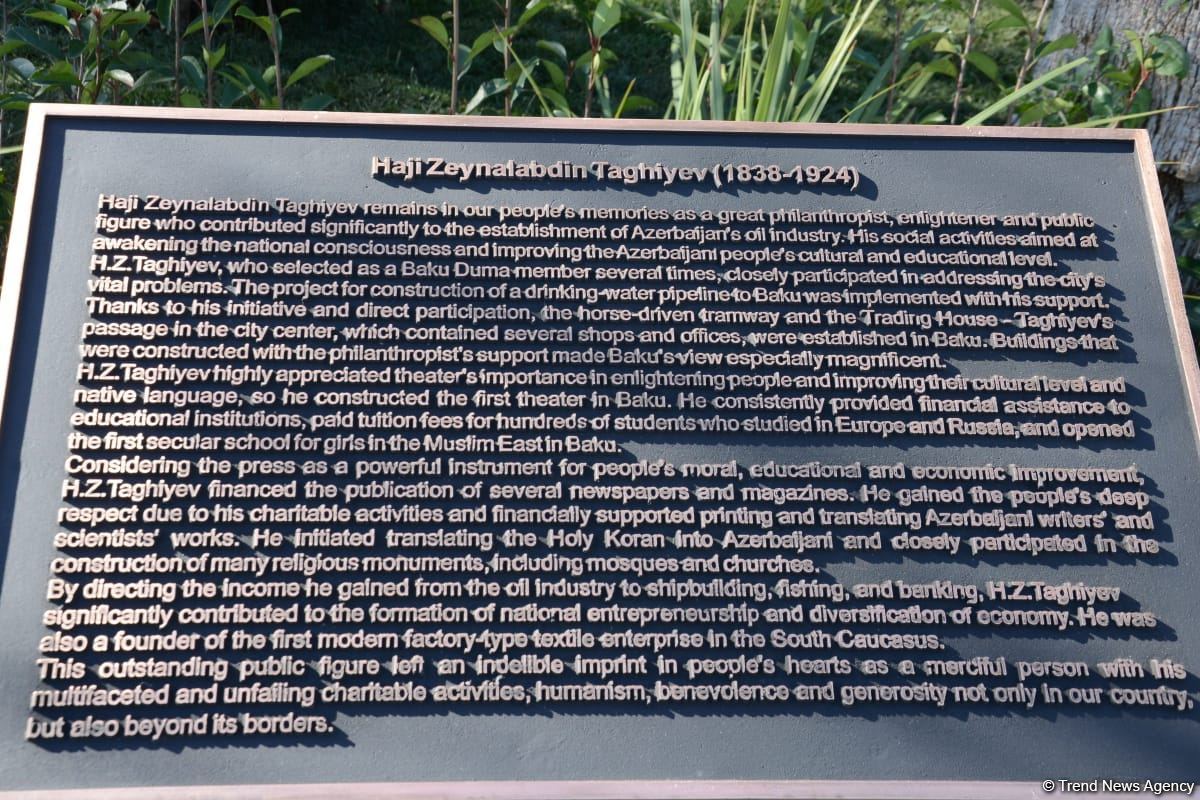 Haji Zeynalabdin Taghiyev (1838-1924)
Haji Zeynalabdin Taghiyev remains in our people's memories as a great philanthropist, enlightener and public
figure who contributed significantly to the establishment of Azerbaijan's oil industry. His social activities aimed at
awakening the national consciousness and improving the Azerbaijani people's cultural and educational level.
H.Z.Taghiyev, who selected as a Baku Duma member several times, closely participated in addressing the city's
vital problems. The project for construction of a drinking-water pipeline to Baku was implemented with his support.
Thanks to his initiative and direct participation, the horse-driven tramway and the Trading House - Taghiyev's
passage in the city center, which contained several shops and offices, were established in Baku. Buildings that
were constructed with the philanthropist's support made Baku's view especially magnificent.
H.Z.Taghiyev highly appreciated theater's importance in enlightening people and improving their cultural level and
native language, so he constructed the first theater in Baku. He consistently provided financial assistance to
educational institutions, paid tuition fees for hundreds of students who studied in Europe and Russia, and opened
the first secular school for girls in the Muslim East in Baku.
Considering the press as a powerful instrument for people's moral, educational and economic improvement,
H.Z.Taghiyev financed the publication of several newspapers and magazines. He gained the people's deep
respect due to his charitable activities and financially supported printing and translating Azerbaijani writers' and
scientists' works. He initiated translating the Holy Koran into Azerbaijani and closely participated in the
construction of many religious monuments, including mosques and churches.
By directing the income he gained from the oil industry to shipbuilding, fishing, and banking, H.Z.Taghiyev
significantly contributed to the formation of national entrepreneurship and diversification of economy. He was
also a founder of the first modern factory-type textile enterprise in the South Caucasus.
This outstanding public figure left an indelible imprint in people's hearts as a merciful person with his
multifaceted and unfailing charitable activities, humanism, benevolence and generosity not only in our country,
but also beyond its borders.
© Trend News Agency